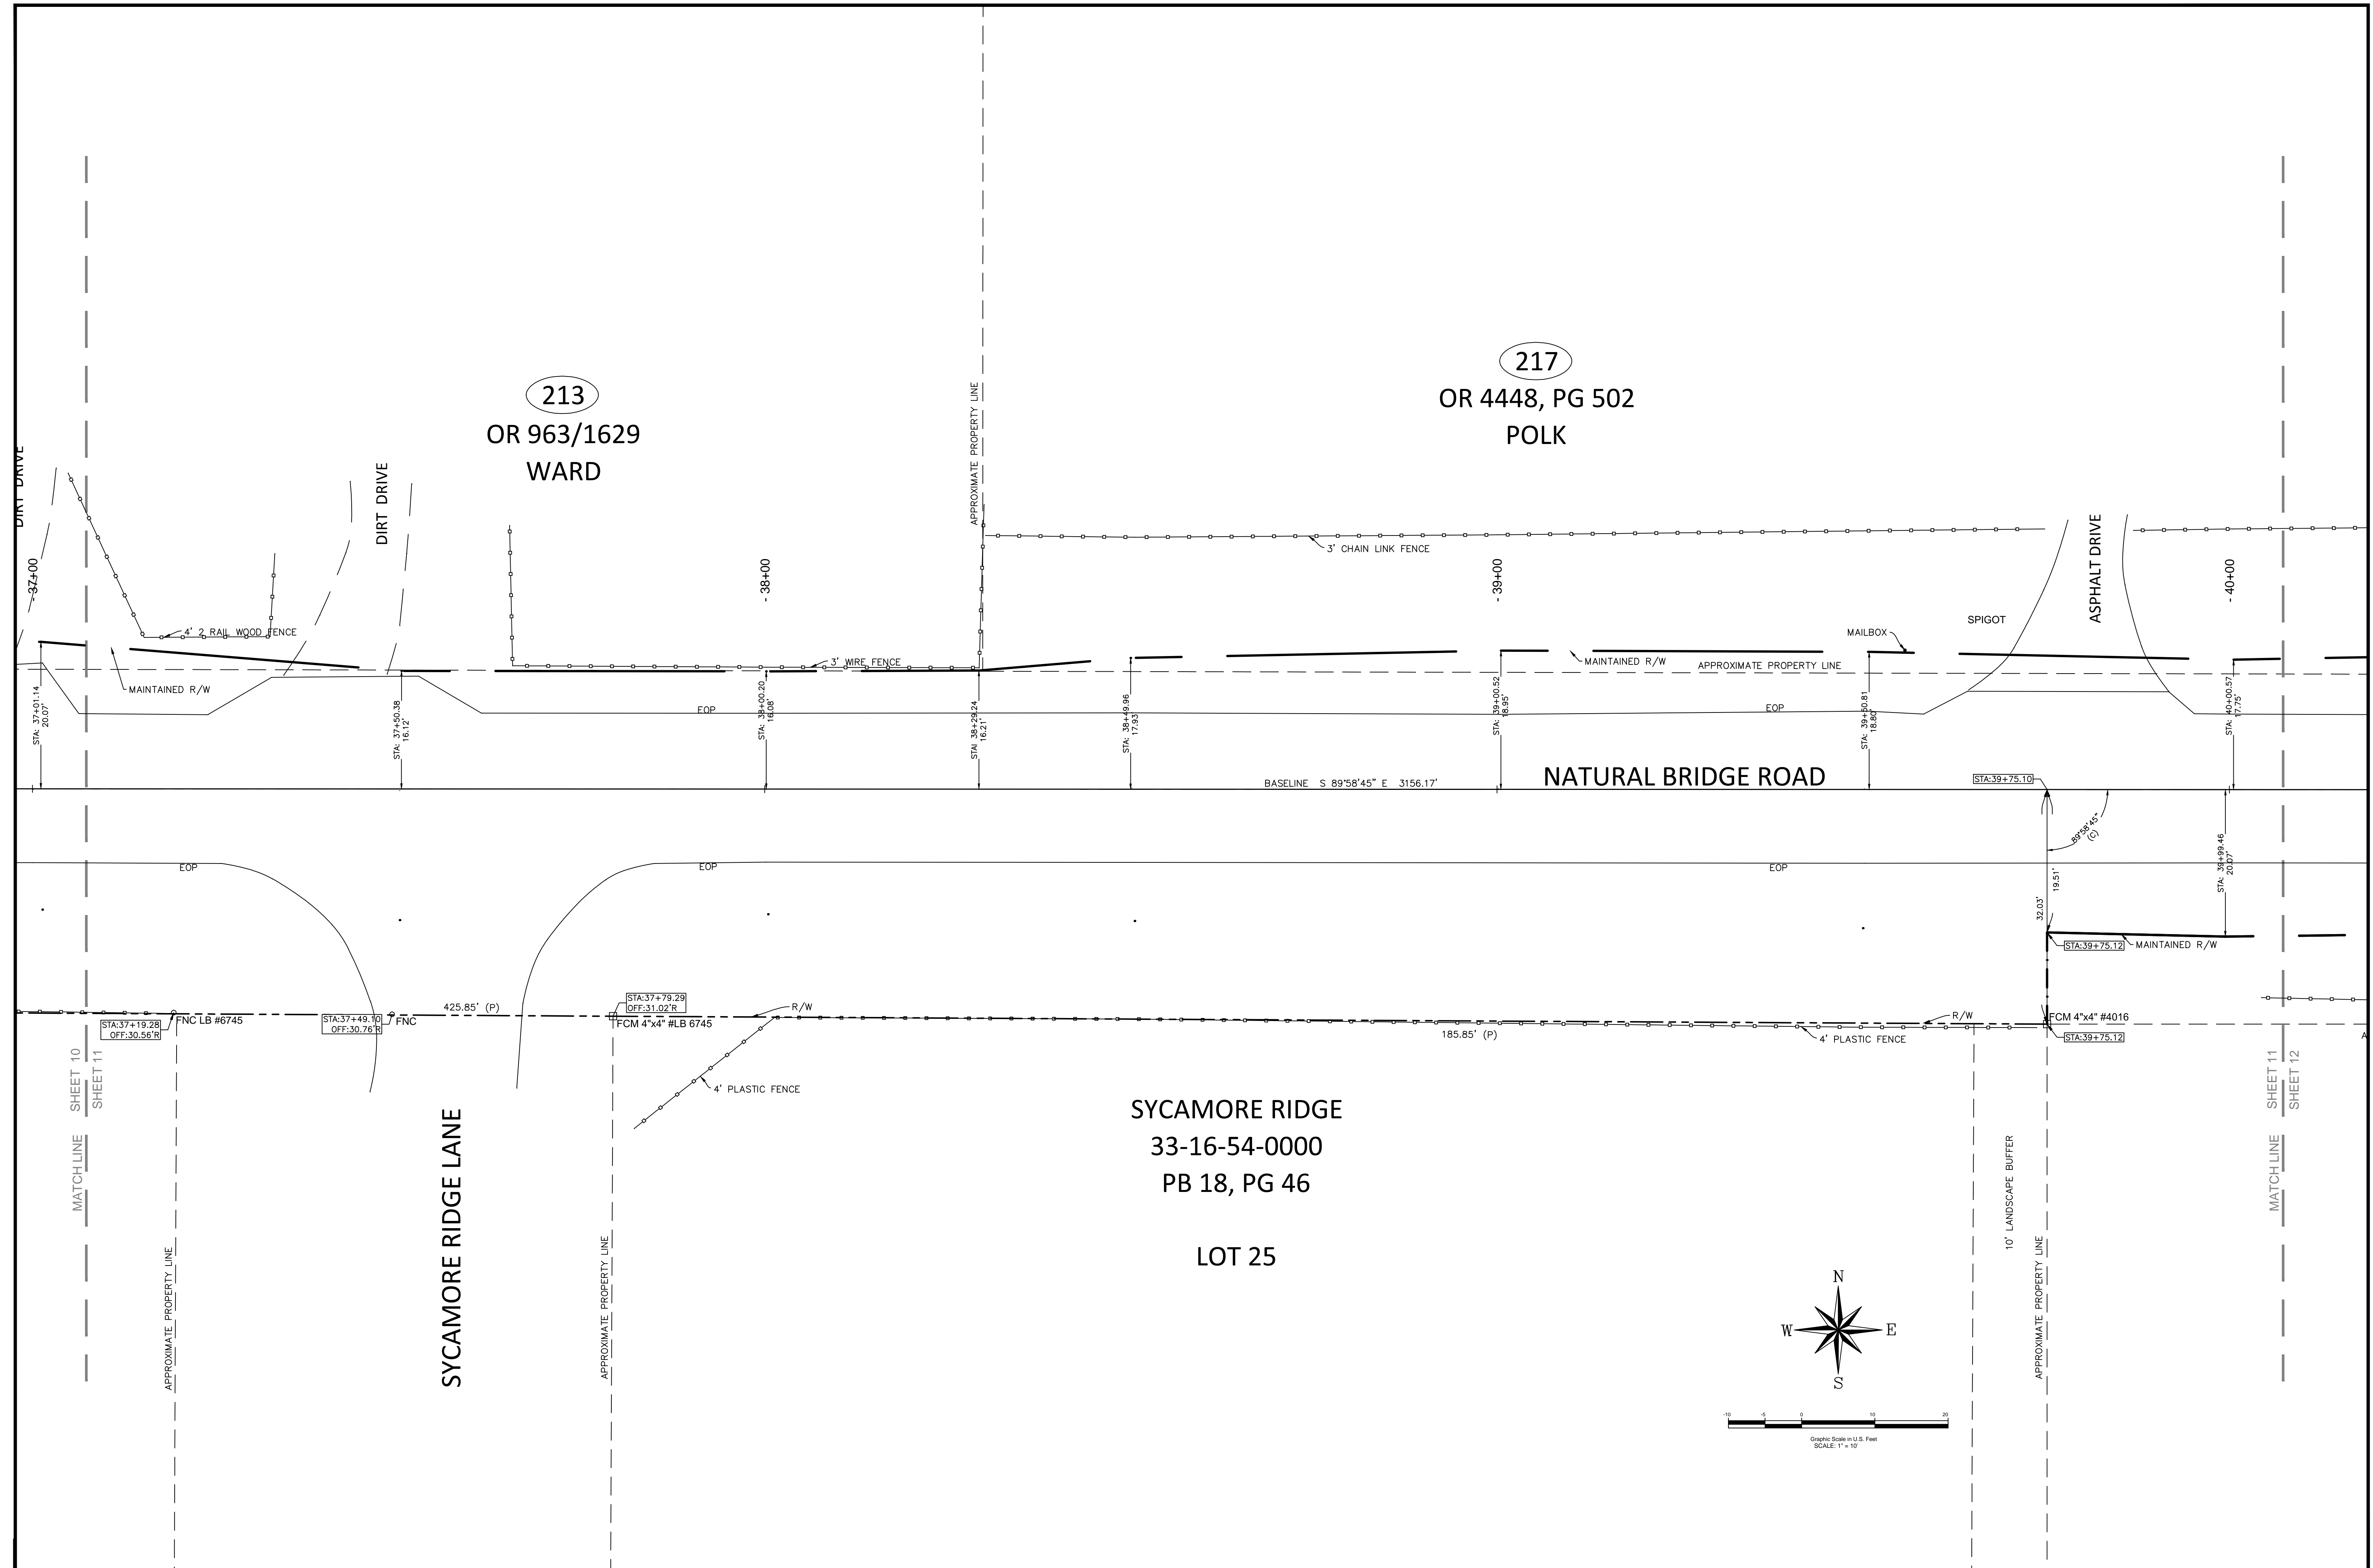 213
OR 963/1629
WARD
217
OR 4448, PG 502
POLK
APPROXIMATE PROPERTY LINE
DIRT DRIVE
DIRT DRIVE
ASPHALT DRIVE
3' CHAIN LINK FENCE
- 37+00
- 38+00
- 39+00
- 40+00
SPIGOT
MAILBOX
4' 2 RAIL WOOD FENCE
3' WIRE FENCE
MAINTAINED R/W
APPROXIMATE PROPERTY LINE
MAINTAINED R/W
EOP
EOP
STA: 37+01.14
20.07'
STA: 37+50.38
16.12'
STA: 38+00.20
16.08'
STA: 38+29.24
16.21'
STA: 38+49.96
17.93'
STA: 39+00.52
18.95'
STA: 39+50.81
18.80'
STA: 40+00.57
17.75'
BASELINE S 89°58'45" E 3156.17'
NATURAL BRIDGE ROAD
STA:39+75.10
89°58'45"
(C)
STA: 39+99.46
20.07'
EOP
EOP
EOP
19.51'
32.03'
STA:39+75.12
MAINTAINED R/W
425.85' (P)
STA:37+79.29
OFF:31.02'R
R/W
STA:37+19.28
OFF:30.56'R
FNC LB #6745
STA:37+49.10
OFF:30.76'R
FNC
FCM 4"x4" #LB 6745
R/W
FCM 4"x4" #4016
185.85' (P)
4' PLASTIC FENCE
STA:39+75.12
A
4' PLASTIC FENCE
MATCH LINE SHEET 10
SHEET 11
MATCH LINE SHEET 11
SHEET 12
SYCAMORE RIDGE LANE
SYCAMORE RIDGE
33-16-54-0000
PB 18, PG 46
LOT 25
APPROXIMATE PROPERTY LINE
APPROXIMATE PROPERTY LINE
10' LANDSCAPE BUFFER
APPROXIMATE PROPERTY LINE
N
W E
S
-10 -5 0 10 20
Graphic Scale in U.S. Feet
SCALE: 1" = 10'